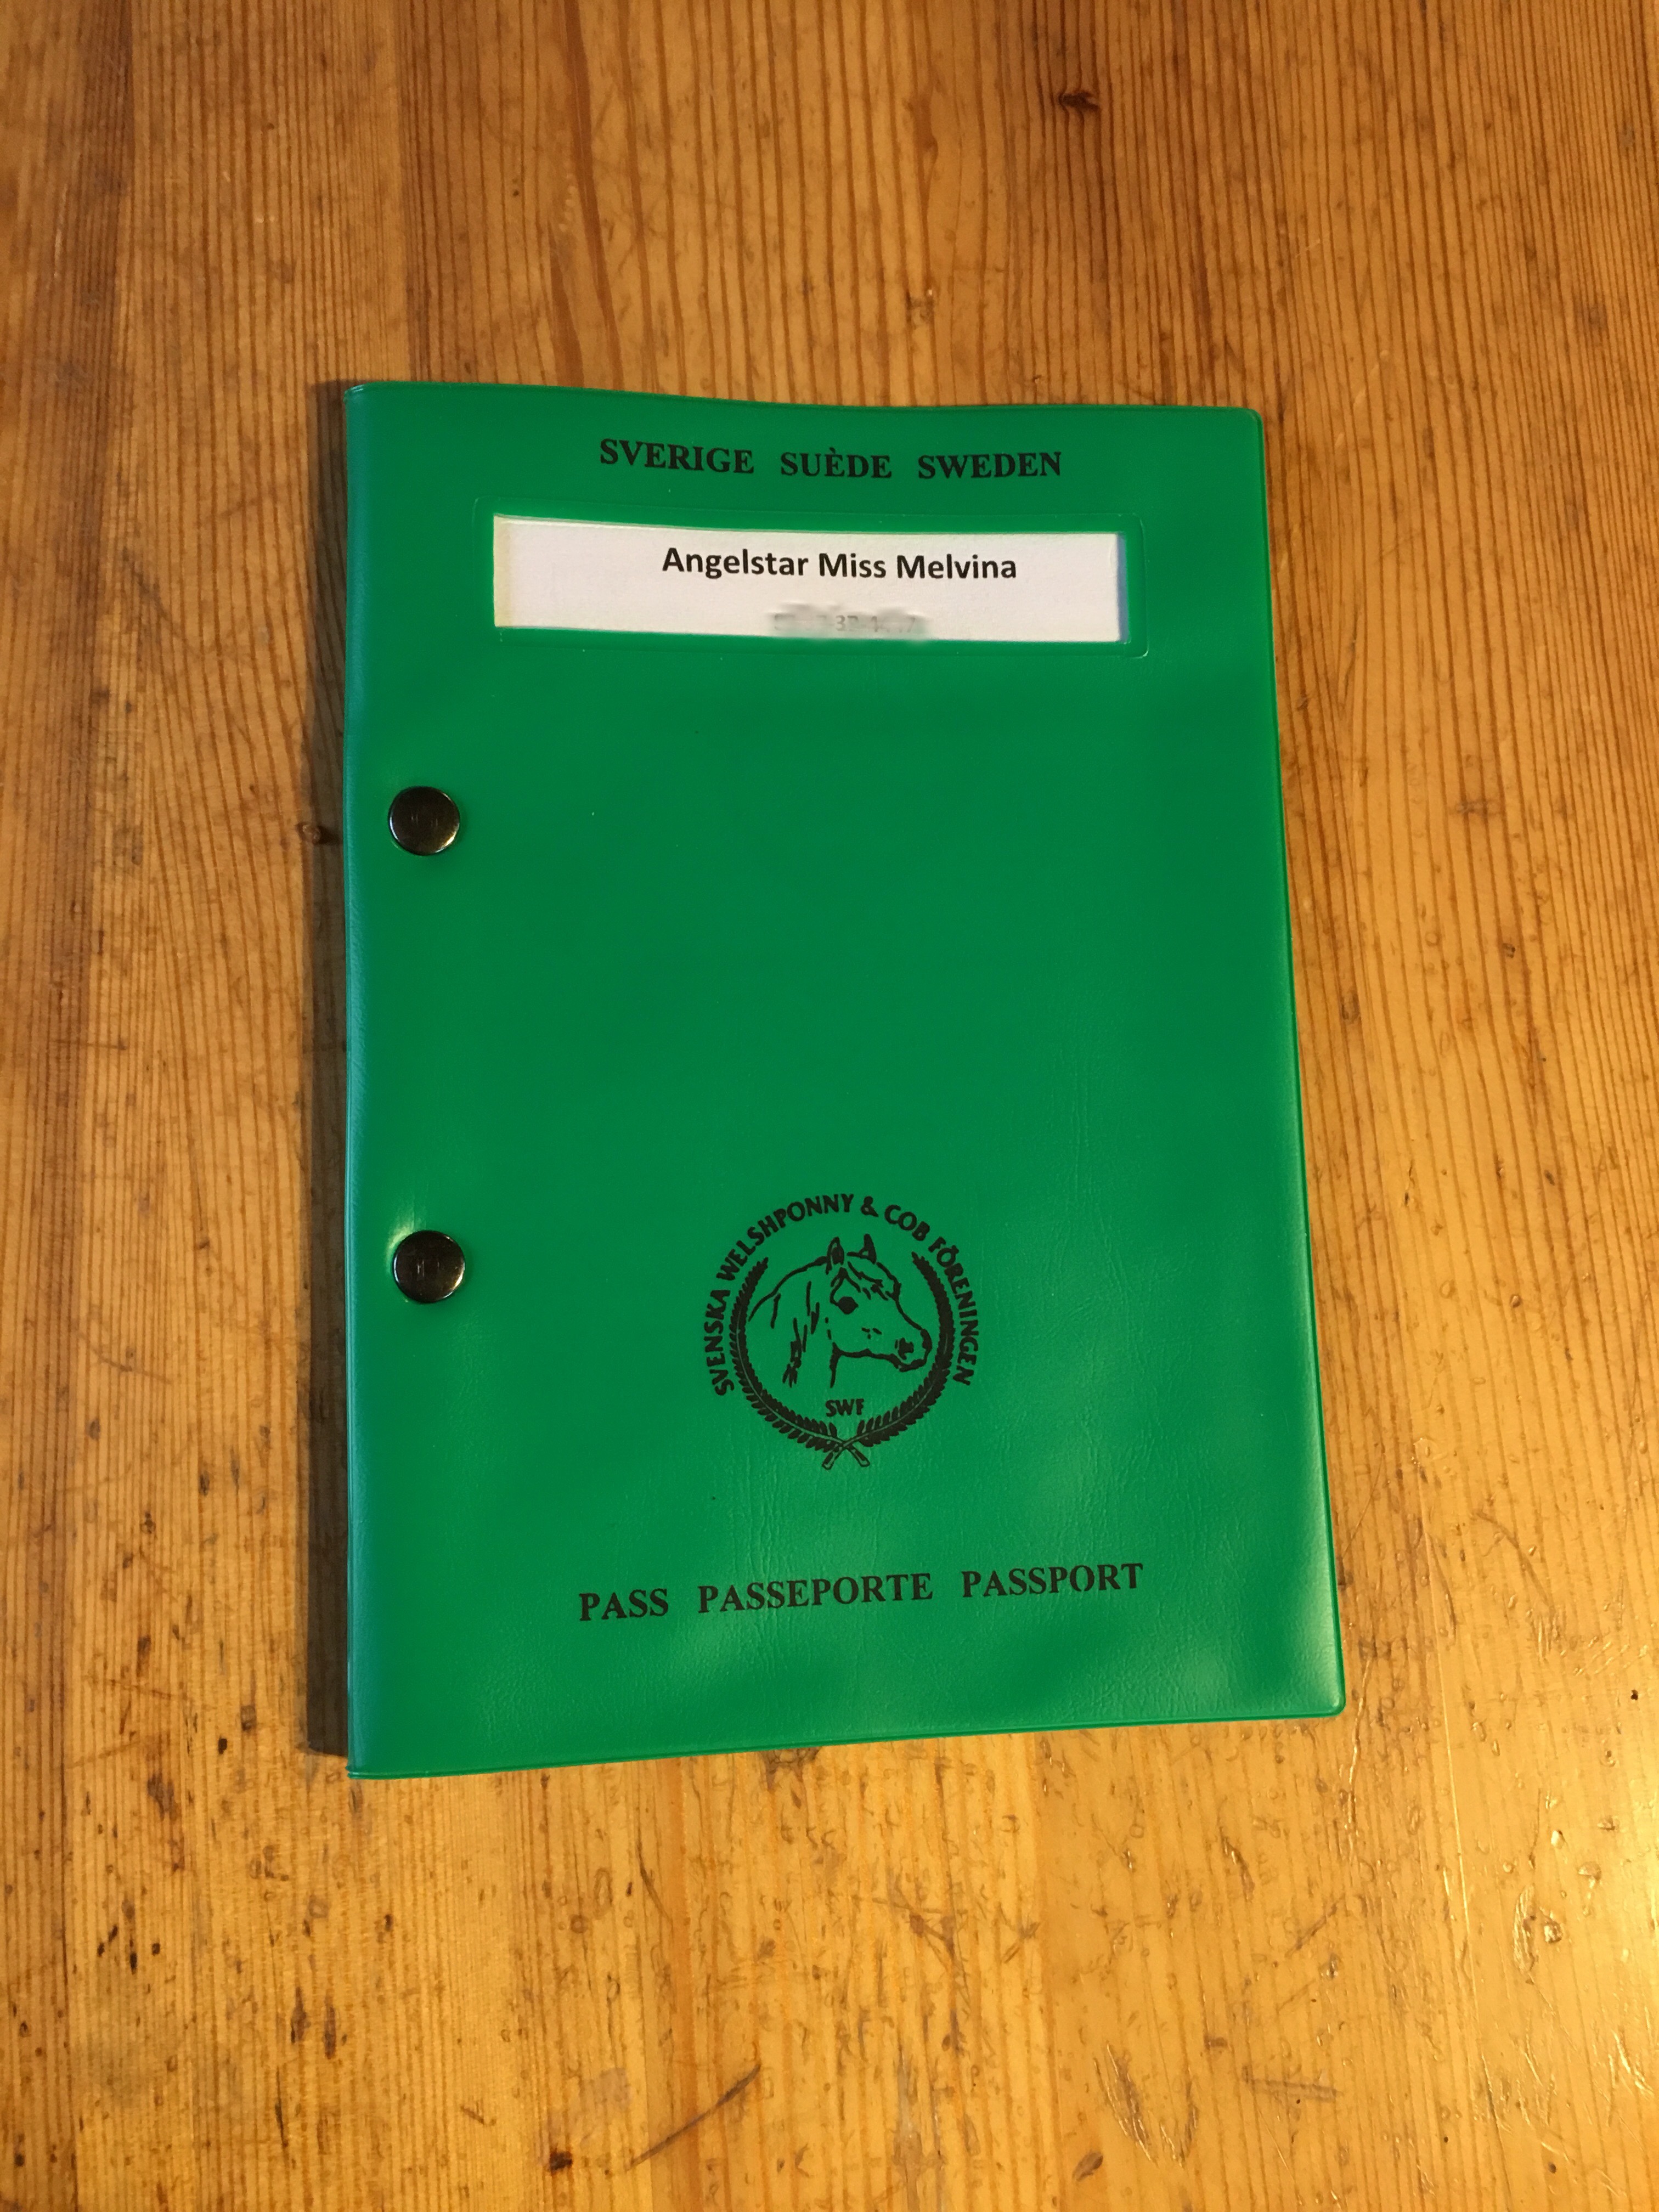 SVERIGE SUÈDE SWEDEN
Angelstar Miss Melvina
SVENSKA WELSHPONNY & COB FÖRENINGEN
SWF
PASS PASSEPORTE PASSPORT